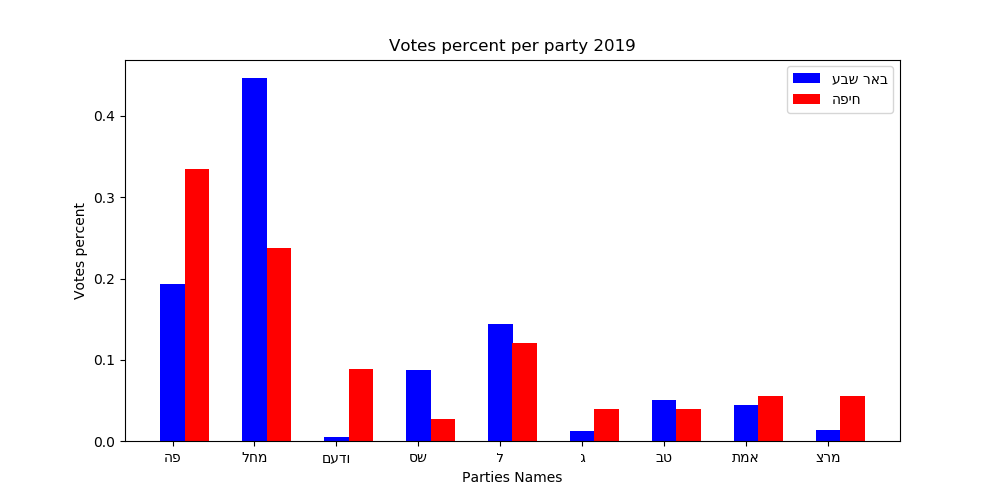 Votes percent per party 2019
באר שבע
חיפה
Votes percent
0.4
0.3
0.2
0.1
0.0
פה מחל ודעם שס ל ג טב אמת מרצ
Parties Names